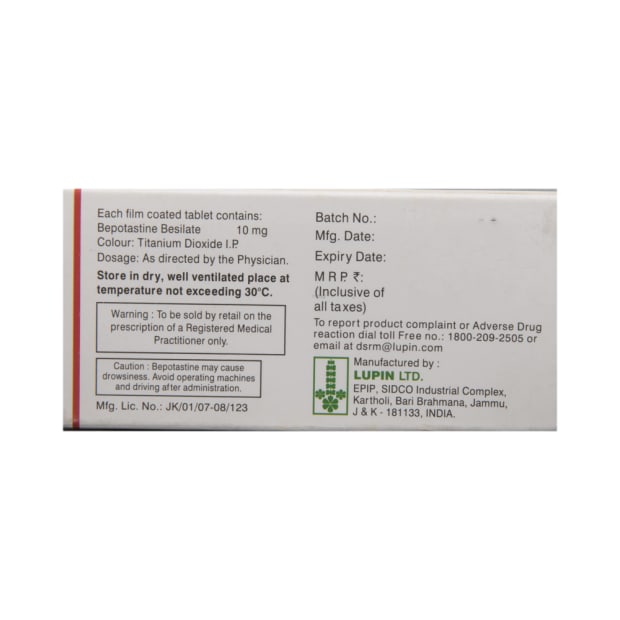 Each film coated tablet contains:
Bepotastine Besilate 10 mg
Colour: Titanium Dioxide I.P.
Dosage: As directed by the Physician.
Store in dry, well ventilated place at
temperature not exceeding 30°C.
Warning : To be sold by retail on the
prescription of a Registered Medical
Practitioner only.
Caution : Bepotastine may cause
drowsiness. Avoid operating machines
and driving after administration.
Mfg. Lic. No.: JK/01/07-08/123
Batch No.:
Mfg. Date:
Expiry Date:
M R P. ₹:
(Inclusive of
all taxes)
To report product complaint or Adverse Drug
reaction dial toll Free no.: 1800-209-2505 or
email at dsrm@lupin.com
Manufactured by :
LUPIN LTD.
EPIP, SIDCO Industrial Complex,
Kartholi, Bari Brahmana, Jammu,
J & K - 181133, INDIA.